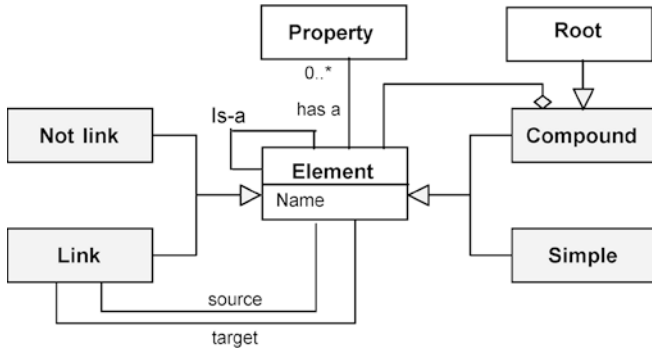 Property
Root
0..*
has a
Is-a
Not link
Compound
Element
Name
Link
Simple
source
target